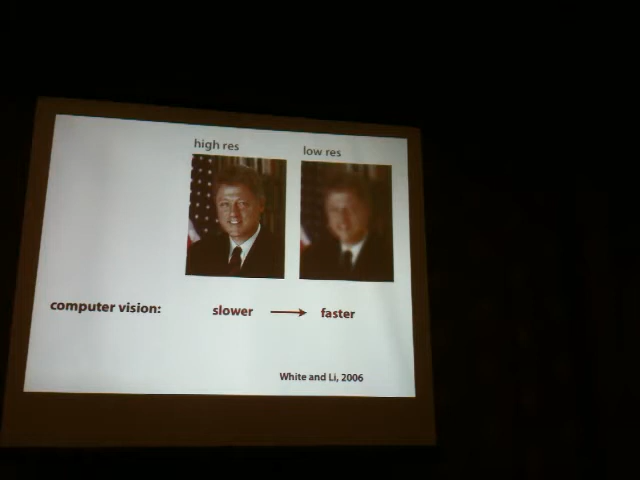 high res
low res
computer vision:
slower
faster
White and Li, 2006